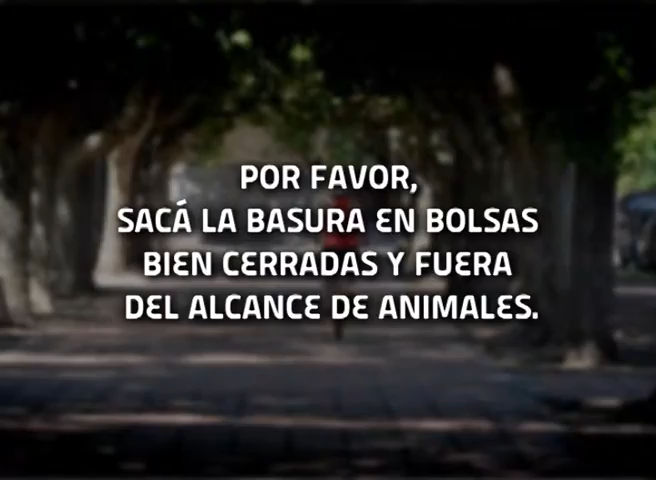 POR FAVOR,
SACÁ LA BASURA EN BOLSAS
BIEN CERRADAS Y FUERA
DEL ALCANCE DE ANIMALES.